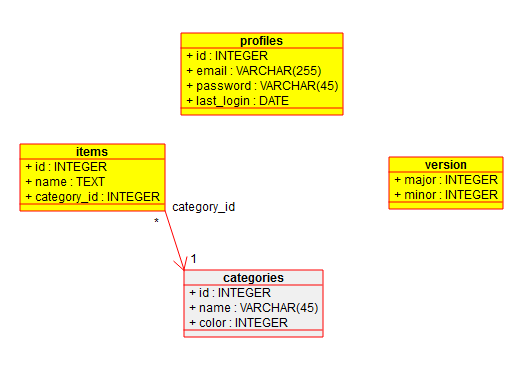 profiles
+ id : INTEGER
+ email : VARCHAR(255)
+ password : VARCHAR(45)
+ last_login : DATE
items
+ id : INTEGER
+ name : TEXT
+ category_id : INTEGER
version
+ major : INTEGER
+ minor : INTEGER
category_id
*
1
categories
+ id : INTEGER
+ name : VARCHAR(45)
+ color : INTEGER